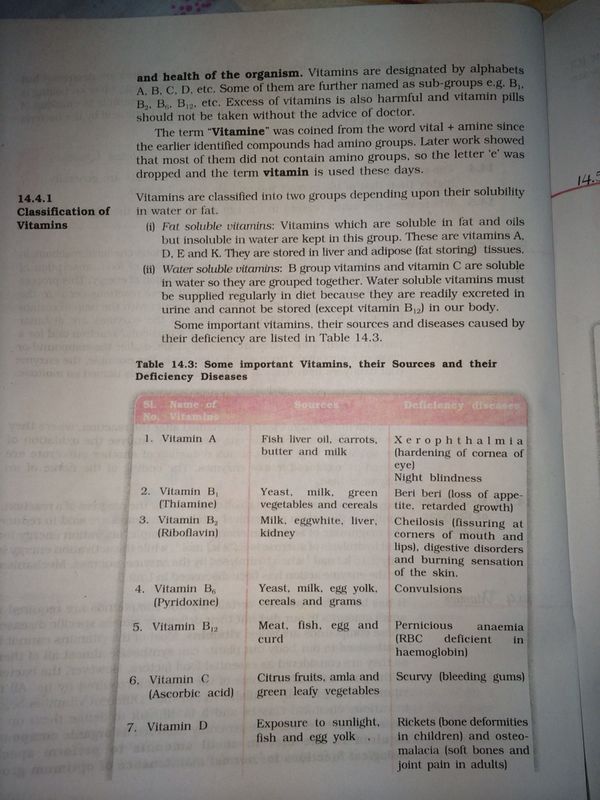 and health of the organism. Vitamins are designated by alphabets
A, B, C, D, etc. Some of them are further named as sub-groups e.g. B₁,
B₂, B₆, B₁₂, etc. Excess of vitamins is also harmful and vitamin pills
should not be taken without the advice of doctor.
The term "Vitamine" was coined from the word vital + amine since
the earlier identified compounds had amino groups. Later work showed
that most of them did not contain amino groups, so the letter 'e' was
dropped and the term vitamin is used these days.
14.4.1
Classification of
Vitamins
Vitamins are classified into two groups depending upon their solubility
in water or fat.
(i) Fat soluble vitamins: Vitamins which are soluble in fat and oils
but insoluble in water are kept in this group. These are vitamins A,
D, E and K. They are stored in liver and adipose (fat storing) tissues.
(ii) Water soluble vitamins: B group vitamins and vitamin C are soluble
in water so they are grouped together. Water soluble vitamins must
be supplied regularly in diet because they are readily excreted in
urine and cannot be stored (except vitamin B₁₂) in our body.
Some important vitamins, their sources and diseases caused by
their deficiency are listed in Table 14.3.
Table 14.3: Some important Vitamins, their Sources and their
Deficiency Diseases
Sl. Name of Sources Deficiency diseases
No. Vitamins
1. Vitamin A Fish liver oil, carrots, Xerophthalmia
butter and milk (hardening of cornea of
eye)
Night blindness
2. Vitamin B₁ Yeast, milk, green Beri beri (loss of appe-
(Thiamine) vegetables and cereals tite, retarded growth)
3. Vitamin B₂ Milk, eggwhite, liver, Cheilosis (fissuring at
(Riboflavin) kidney corners of mouth and
lips), digestive disorders
and burning sensation
of the skin.
4. Vitamin B₆ Yeast, milk, egg yolk, Convulsions
(Pyridoxine) cereals and grams
5. Vitamin B₁₂ Meat, fish, egg and Pernicious anaemia
curd (RBC deficient in
haemoglobin)
6. Vitamin C Citrus fruits, amla and Scurvy (bleeding gums)
(Ascorbic acid) green leafy vegetables
7. Vitamin D Exposure to sunlight, Rickets (bone deformities
fish and egg yolk in children) and osteo-
malacia (soft bones and
joint pain in adults)